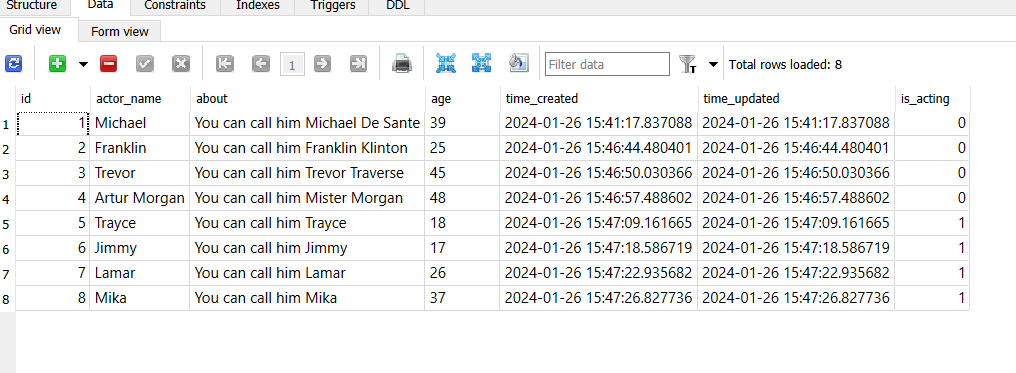 Structure Data Constraints Indexes Triggers DDL
Grid view Form view
1 Filter data T Total rows loaded: 8
id actor_name about age time_created time_updated is_acting
1 1 Michael You can call him Michael De Sante 39 2024-01-26 15:41:17.837088 2024-01-26 15:41:17.837088 0
2 2 Franklin You can call him Franklin Klinton 25 2024-01-26 15:46:44.480401 2024-01-26 15:46:44.480401 0
3 3 Trevor You can call him Trevor Traverse 45 2024-01-26 15:46:50.030366 2024-01-26 15:46:50.030366 0
4 4 Artur Morgan You can call him Mister Morgan 48 2024-01-26 15:46:57.488602 2024-01-26 15:46:57.488602 0
5 5 Trayce You can call him Trayce 18 2024-01-26 15:47:09.161665 2024-01-26 15:47:09.161665 1
6 6 Jimmy You can call him Jimmy 17 2024-01-26 15:47:18.586719 2024-01-26 15:47:18.586719 1
7 7 Lamar You can call him Lamar 26 2024-01-26 15:47:22.935682 2024-01-26 15:47:22.935682 1
8 8 Mika You can call him Mika 37 2024-01-26 15:47:26.827736 2024-01-26 15:47:26.827736 1